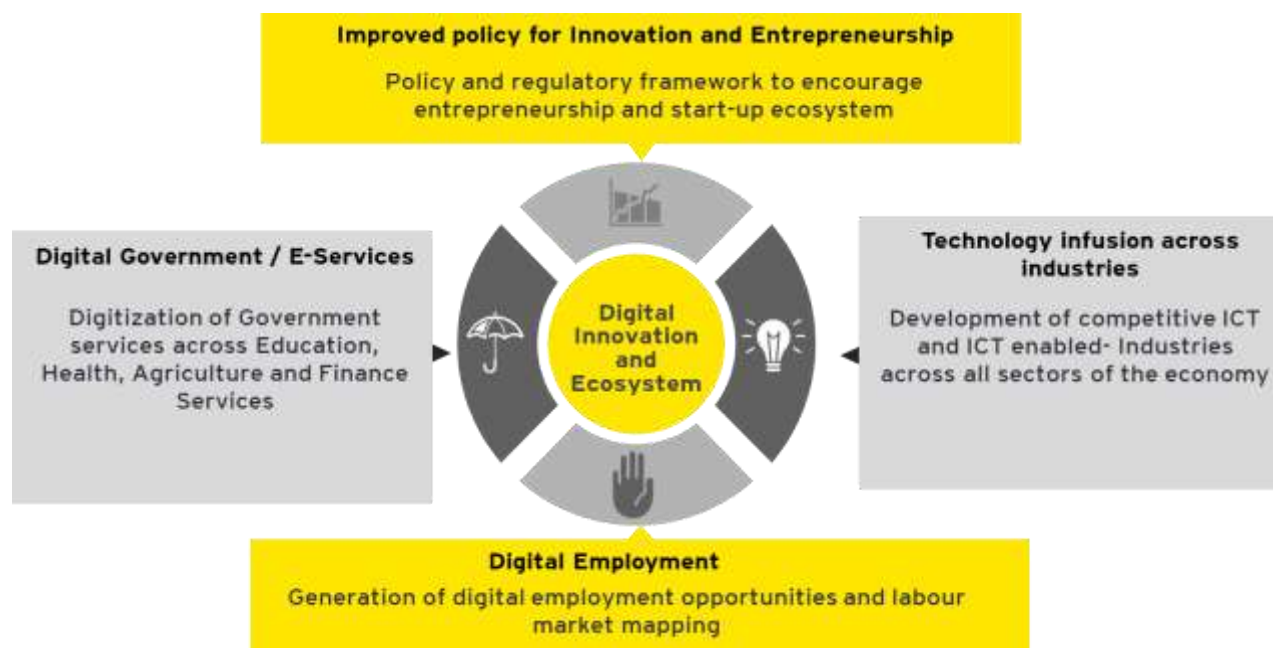 Improved policy for Innovation and Entrepreneurship
Policy and regulatory framework to encourage
entrepreneurship and start-up ecosystem
Digital Government / E-Services
Digitization of Government
services across Education,
Health, Agriculture and Finance
Services
Digital
Innovation
and
Ecosystem
Technology infusion across
industries
Development of competitive ICT
and ICT enabled- Industries
across all sectors of the economy
Digital Employment
Generation of digital employment opportunities and labour
market mapping